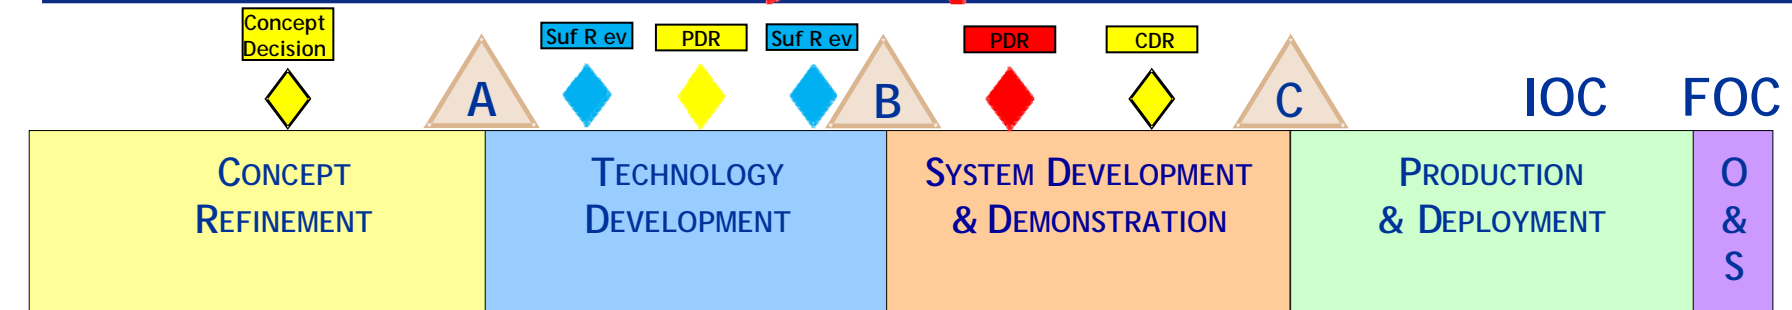 Concept
Decision
Suf R ev
PDR
Suf R ev
PDR
CDR
A
B
C
IOC
FOC
CONCEPT
REFINEMENT
TECHNOLOGY
DEVELOPMENT
SYSTEM DEVELOPMENT
& DEMONSTRATION
PRODUCTION
& DEPLOYMENT
O
&
S